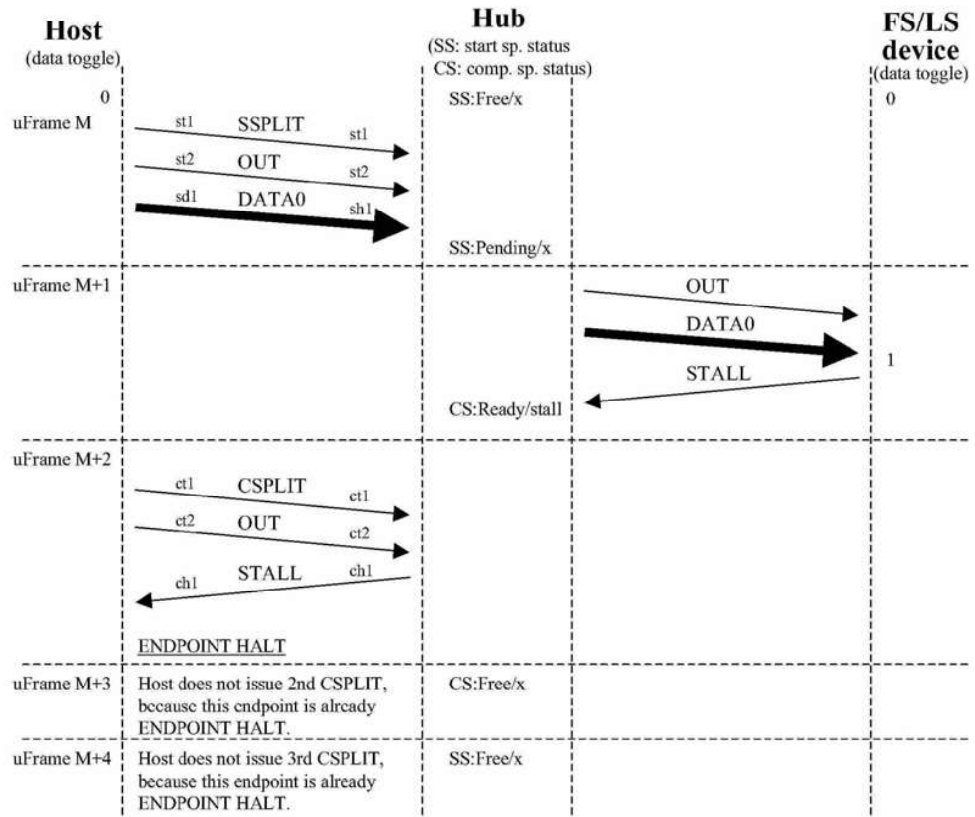 Host
(data toggle)
Hub
(SS: start sp. status
CS: comp. sp. status)
FS/LS
device
(data toggle)
0
SS:Free/x
0
uFrame M
st1 SSPLIT st1
st2 OUT st2
sd1 DATA0 sh1
SS:Pending/x
uFrame M+1
OUT
DATA0
1
STALL
CS:Ready/stall
uFrame M+2
ct1 CSPLIT ct1
ct2 OUT ct2
ch1 STALL ch1
ENDPOINT HALT
uFrame M+3
Host does not issue 2nd CSPLIT,
because this endpoint is already
ENDPOINT HALT.
CS:Free/x
uFrame M+4
Host does not issue 3rd CSPLIT,
because this endpoint is already
ENDPOINT HALT.
SS:Free/x